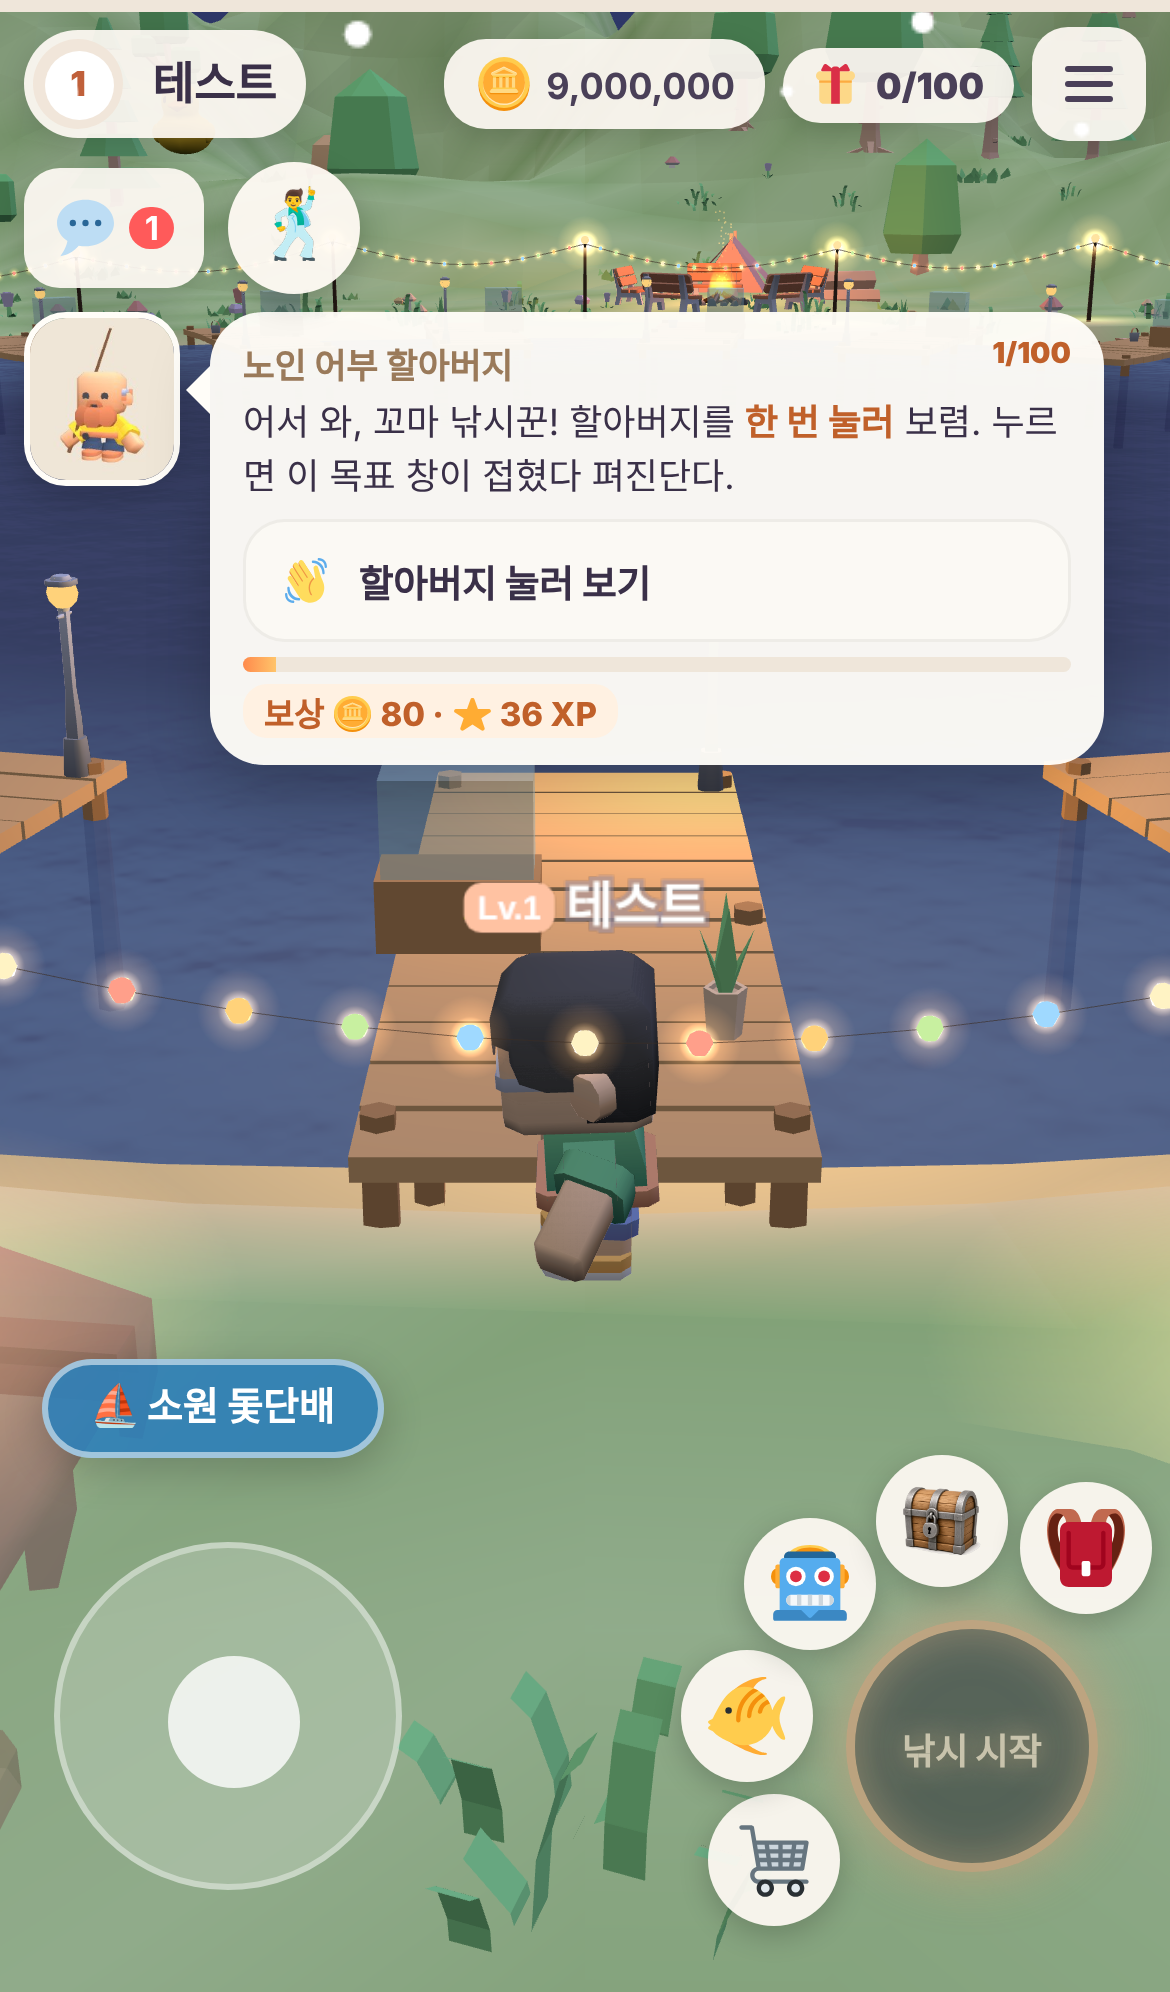 1 테스트 9,000,000 0/100
1
노인 어부 할아버지 1/100
어서 와, 꼬마 낚시꾼! 할아버지를 한 번 눌러 보렴. 누르
면 이 목표 창이 접혔다 펴진단다.
할아버지 눌러 보기
보상 80 · 36 XP
Lv.1 테스트
소원 돛단배
낚시 시작